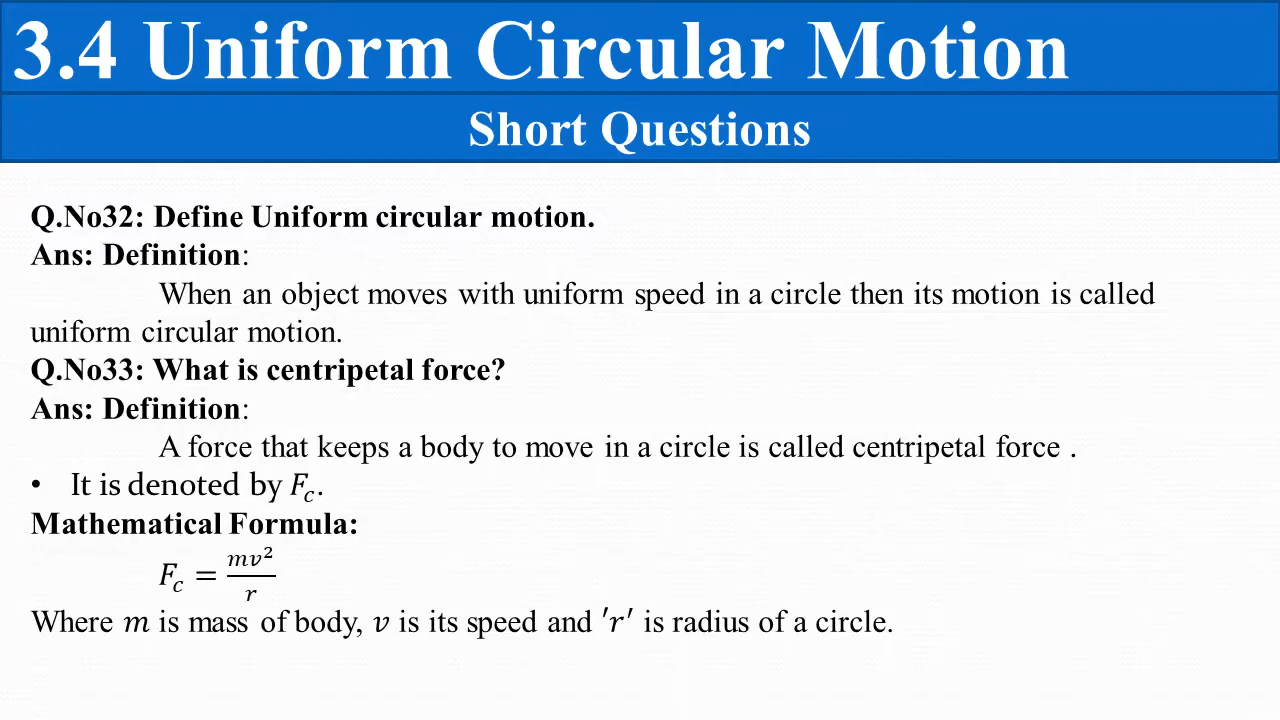 3.4 Uniform Circular Motion
Short Questions
Q.No32: Define Uniform circular motion.
Ans: Definition:
When an object moves with uniform speed in a circle then its motion is called
uniform circular motion.
Q.No33: What is centripetal force?
Ans: Definition:
A force that keeps a body to move in a circle is called centripetal force .
• It is denoted by 𝐹𝑐.
Mathematical Formula:
𝐹𝑐 = 𝑚𝑣²/𝑟
Where 𝑚 is mass of body, 𝑣 is its speed and ′𝑟′ is radius of a circle.